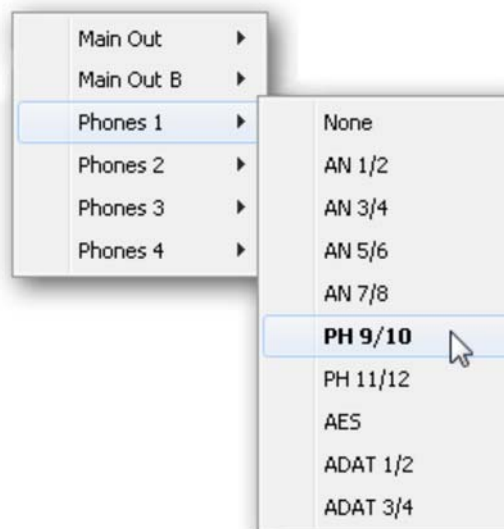 Main Out
Main Out B
Phones 1
Phones 2
Phones 3
Phones 4
None
AN 1/2
AN 3/4
AN 5/6
AN 7/8
PH 9/10
PH 11/12
AES
ADAT 1/2
ADAT 3/4